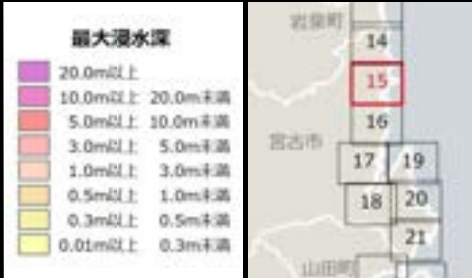 最大浸水深
20.0m以上
10.0m以上 20.0m未満
5.0m以上 10.0m未満
3.0m以上 5.0m未満
1.0m以上 3.0m未満
0.5m以上 1.0m未満
0.3m以上 0.5m未満
0.01m以上 0.3m未満
岩泉町
14
15
16
宮古市
17 19
18 20
21
山田町